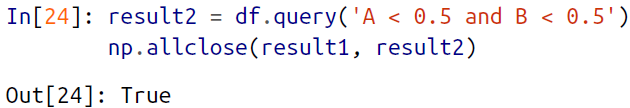 In[24]: result2 = df.query('A < 0.5 and B < 0.5')
np.allclose(result1, result2)
Out[24]: True